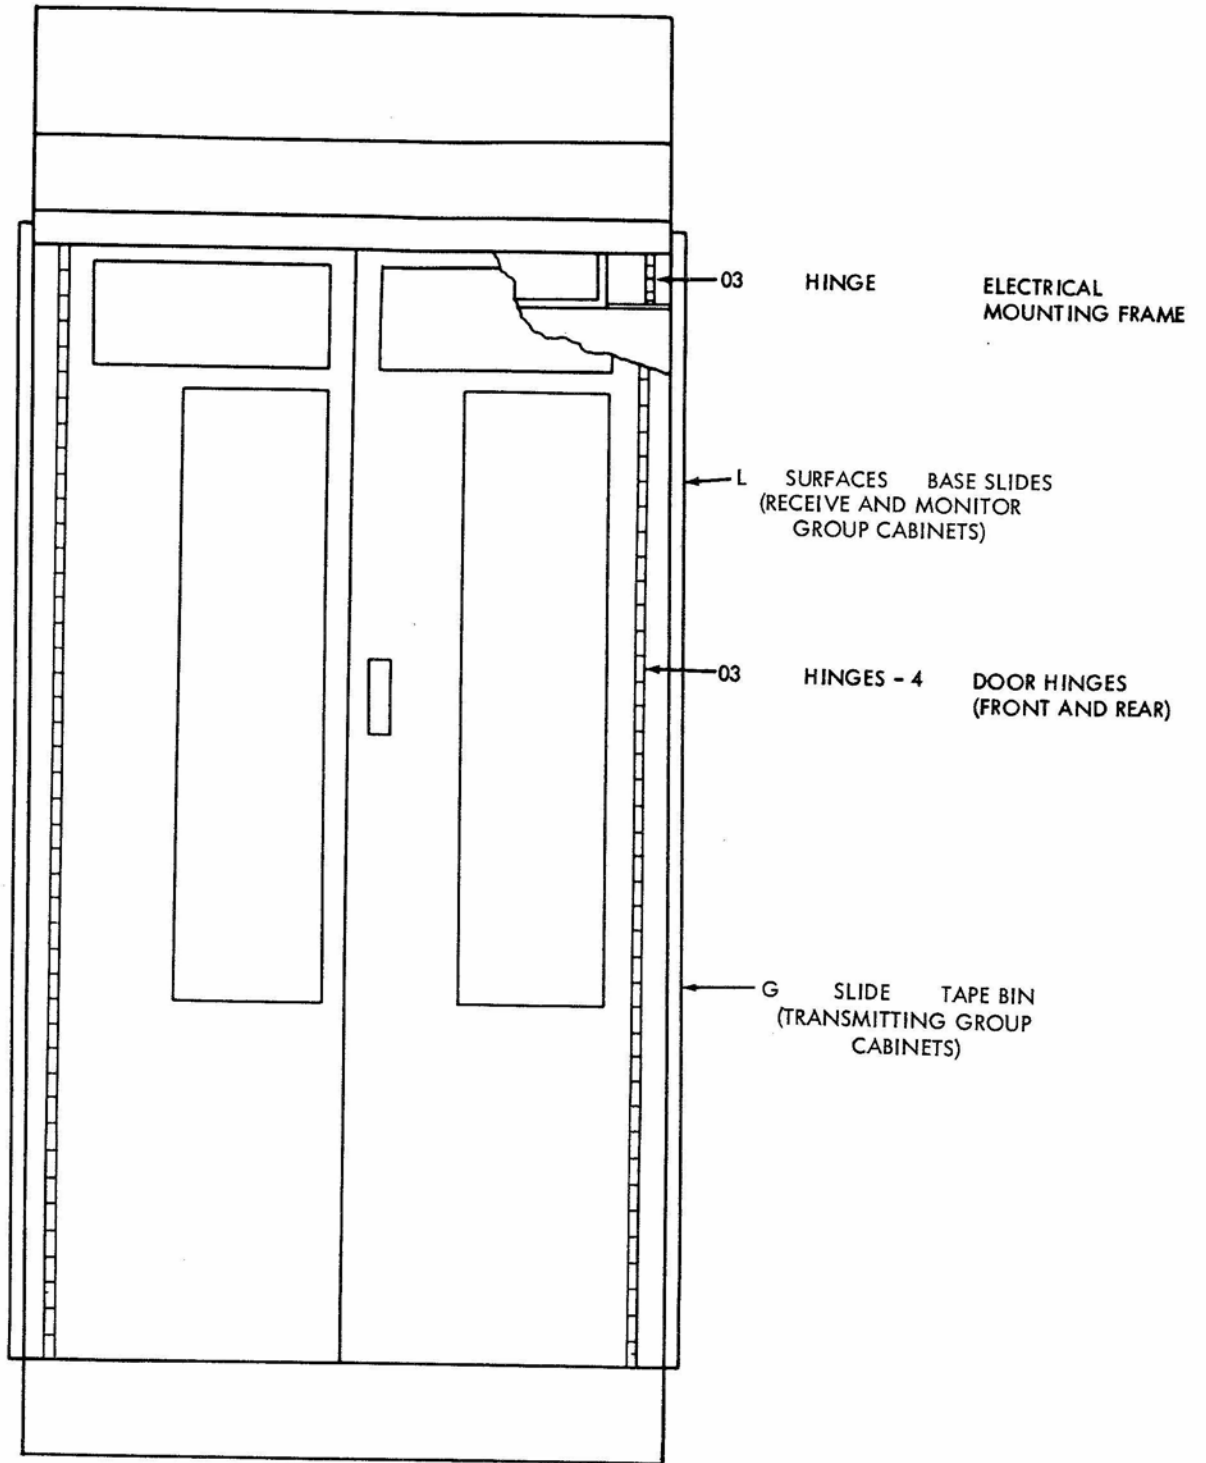 03 HINGE ELECTRICAL
MOUNTING FRAME
L SURFACES BASE SLIDES
(RECEIVE AND MONITOR
GROUP CABINETS)
03 HINGES - 4 DOOR HINGES
(FRONT AND REAR)
G SLIDE TAPE BIN
(TRANSMITTING GROUP
CABINETS)